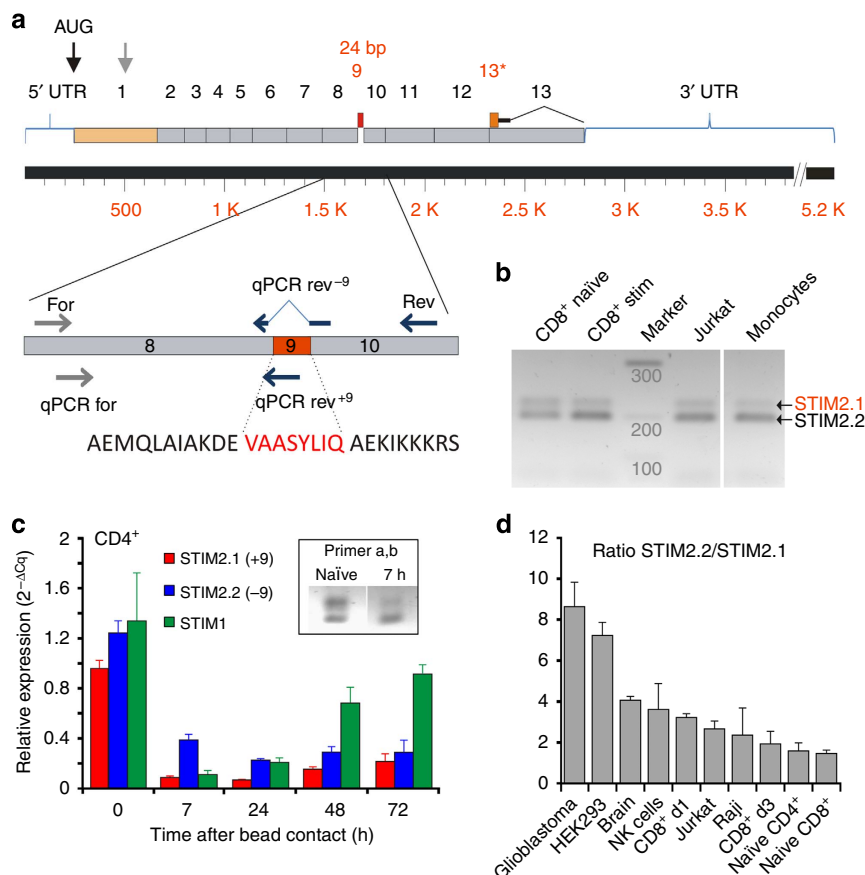 a
AUG
24 bp
5′ UTR 1 2 3 4 5 6 7 8 9 10 11 12 13* 13 3′ UTR
500 1 K 1.5 K 2 K 2.5 K 3 K 3.5 K 5.2 K
For qPCR rev⁻⁹ Rev
8 9 10
qPCR for qPCR rev⁺⁹
AEMQLAIAKDE VAASYLIQ AEKIKKKRS
b
CD8⁺ naïve CD8⁺ stim Marker Jurkat Monocytes
300
200
100
STIM2.1
STIM2.2
c
CD4⁺
Relative expression (2⁻ΔCq)
2
1.6
1.2
0.8
0.4
0
STIM2.1 (+9)
STIM2.2 (−9)
STIM1
Primer a,b
Naïve 7 h
0 7 24 48 72
Time after bead contact (h)
d
Ratio STIM2.2/STIM2.1
12
10
8
6
4
2
0
Glioblastoma HEK293 Brain NK cells CD8⁺ d1 Jurkat Raji CD8⁺ d3 Naïve CD4⁺ Naive CD8⁺